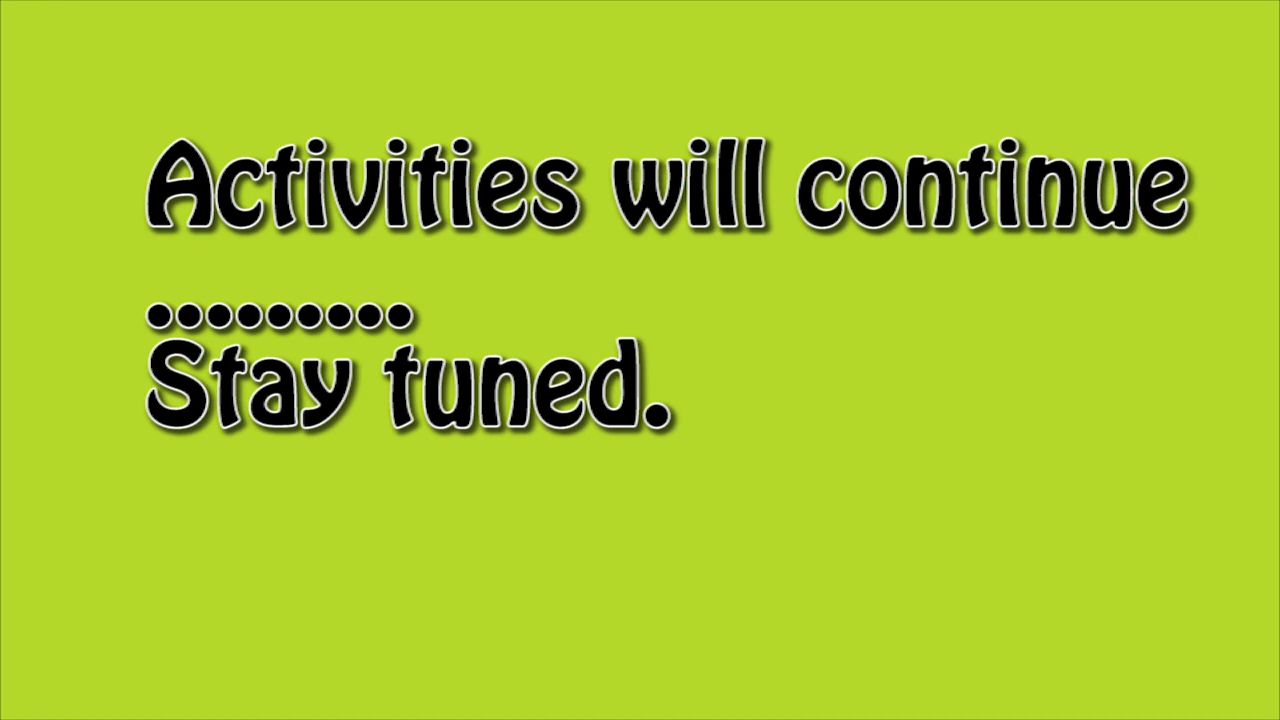 Activities will continue
.........
Stay tuned.